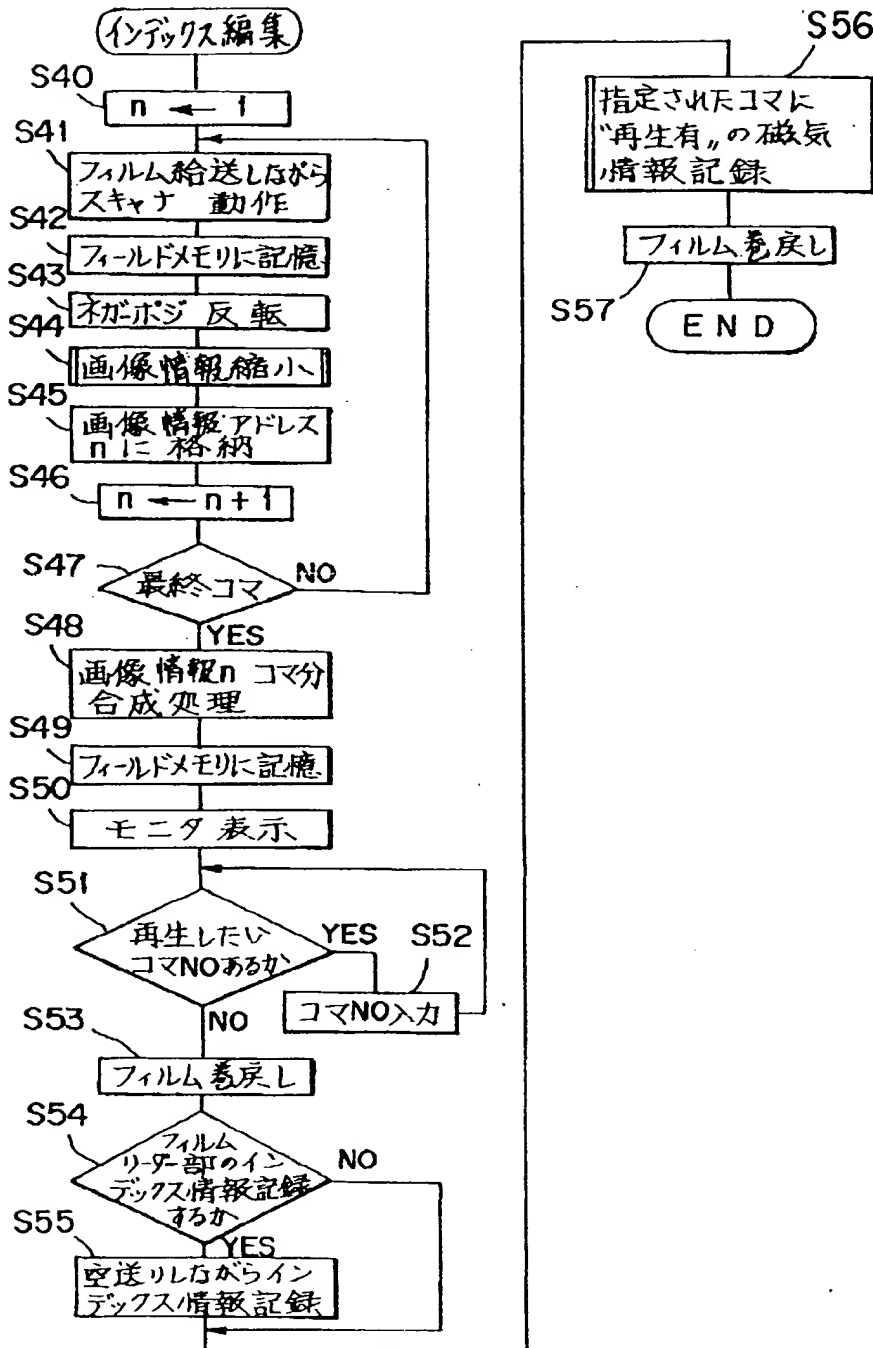 インデックス編集
S40
n ← 1
S41
フィルム給送しながら
スキャナ 動作
S42
フィールドメモリに記憶
S43
ネガーポジ 反転
S44
画像情報縮小
S45
画像情報アドレス
nに格納
S46
n ← n+1
S47
最終コマ
NO
YES
S48
画像情報n コマ分
合成処理
S49
フィールドメモリに記憶
S50
モニタ表示
S51
再生したい
コマNOあるか
YES
S52
コマNO入力
NO
S53
フィルム巻戻し
S54
フィルム
リーダー部のイン
デックス情報記録
するか
NO
YES
S55
空送りしながらイン
デックス情報記録
S56
指定されたコマに
"再生有〃の磁気
情報記録
フィルム巻戻し
S57
END